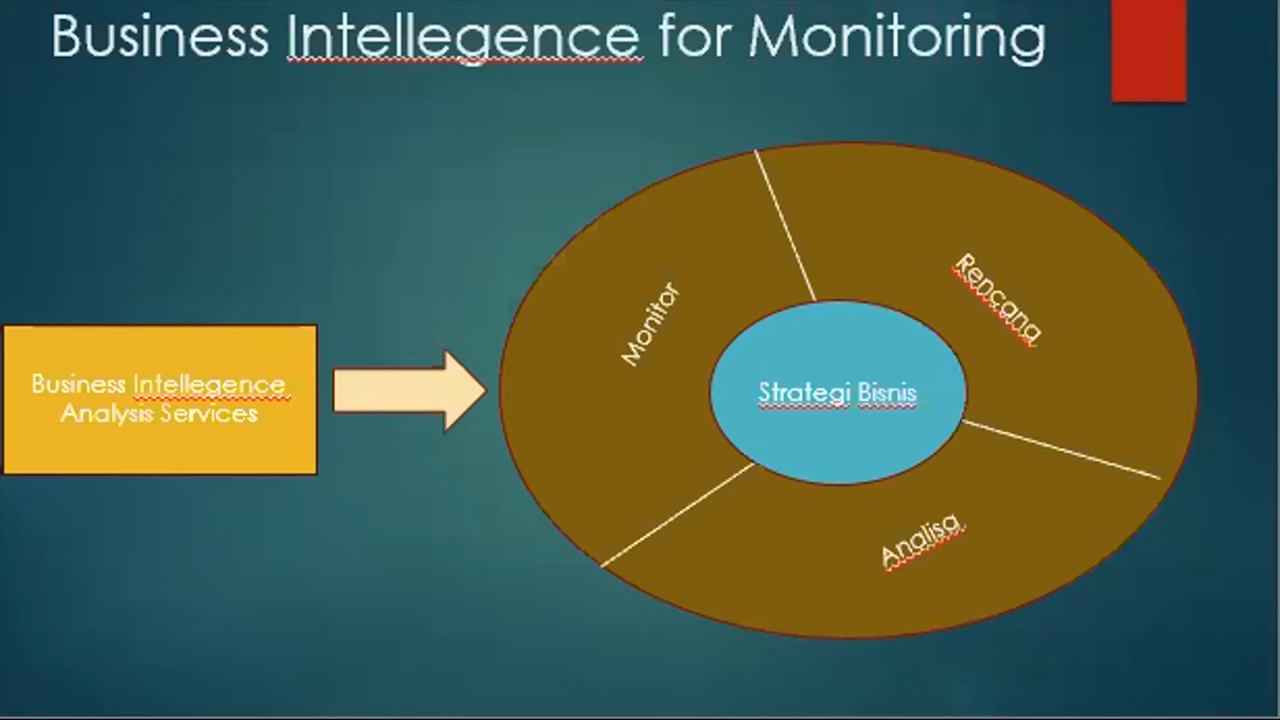 Business Intellegence for Monitoring
Monitor
Rencana
Business Intellegence
Analysis Services
Strategi Bisnis
Analisa